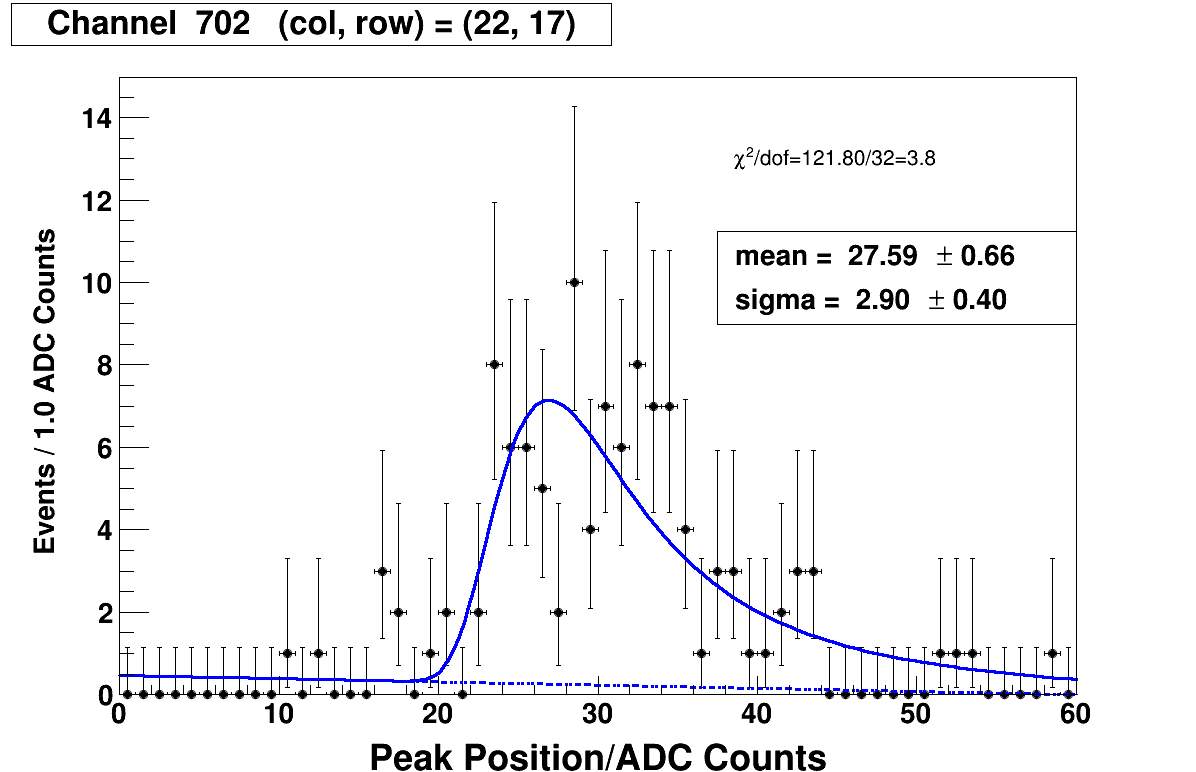 Channel 702 (col, row) = (22, 17)
χ²/dof=121.80/32=3.8
mean = 27.59 ± 0.66
sigma = 2.90 ± 0.40
Events / 1.0 ADC Counts
14
12
10
8
6
4
2
0
0 10 20 30 40 50 60
Peak Position/ADC Counts